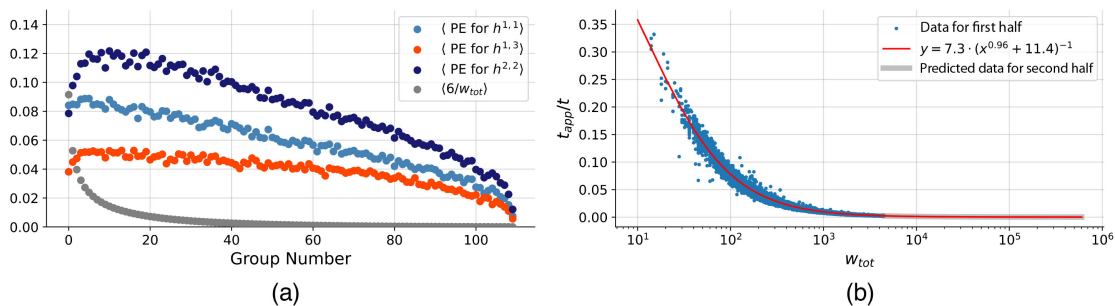 0.14
0.12
0.10
0.08
0.06
0.04
0.02
0.00
0 20 40 60 80 100
Group Number
⟨ PE for h^{1,1}⟩
⟨ PE for h^{1,3}⟩
⟨ PE for h^{2,2}⟩
⟨6/w_{tot}⟩
(a)
t_{app}/t
0.35
0.30
0.25
0.20
0.15
0.10
0.05
0.00
10^1 10^2 10^3 10^4 10^5 10^6
w_{tot}
Data for first half
y = 7.3 · (x^{0.96} + 11.4)^{−1}
Predicted data for second half
(b)